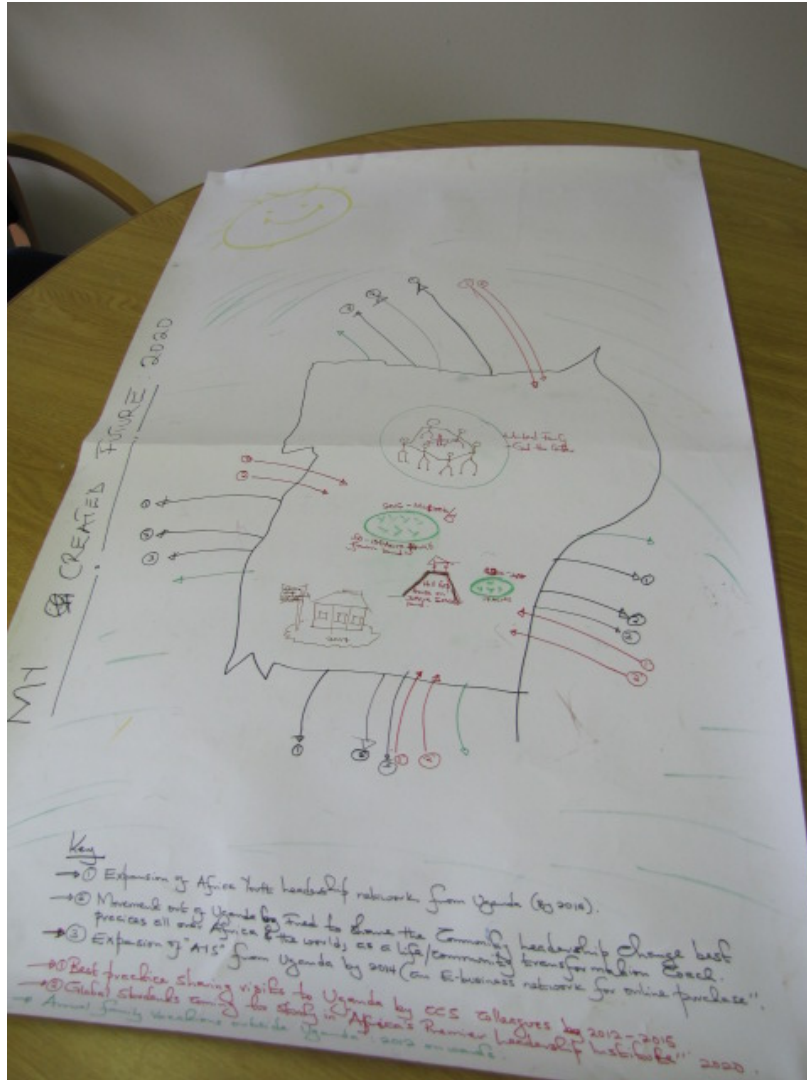 MY CREATED FUTURE: 2020
Key
① Expansion of Africa Youth Leadership network from Uganda (By 2014).
② Movement out of Uganda by Fred to share the Community Leadership Change best
precices all over Africa & the world, as a life/community transformation Coach.
③ Expansion of "A15" from Uganda by 2014 (an E-business network for online purchase".
① Best practice sharing visits to Uganda by CCS Colleagues by 2012-2015
② Global students coming to study in "Africa's Premier Leadership Institute" 2020.
Annual family vacations outside Uganda 2012 onwards.